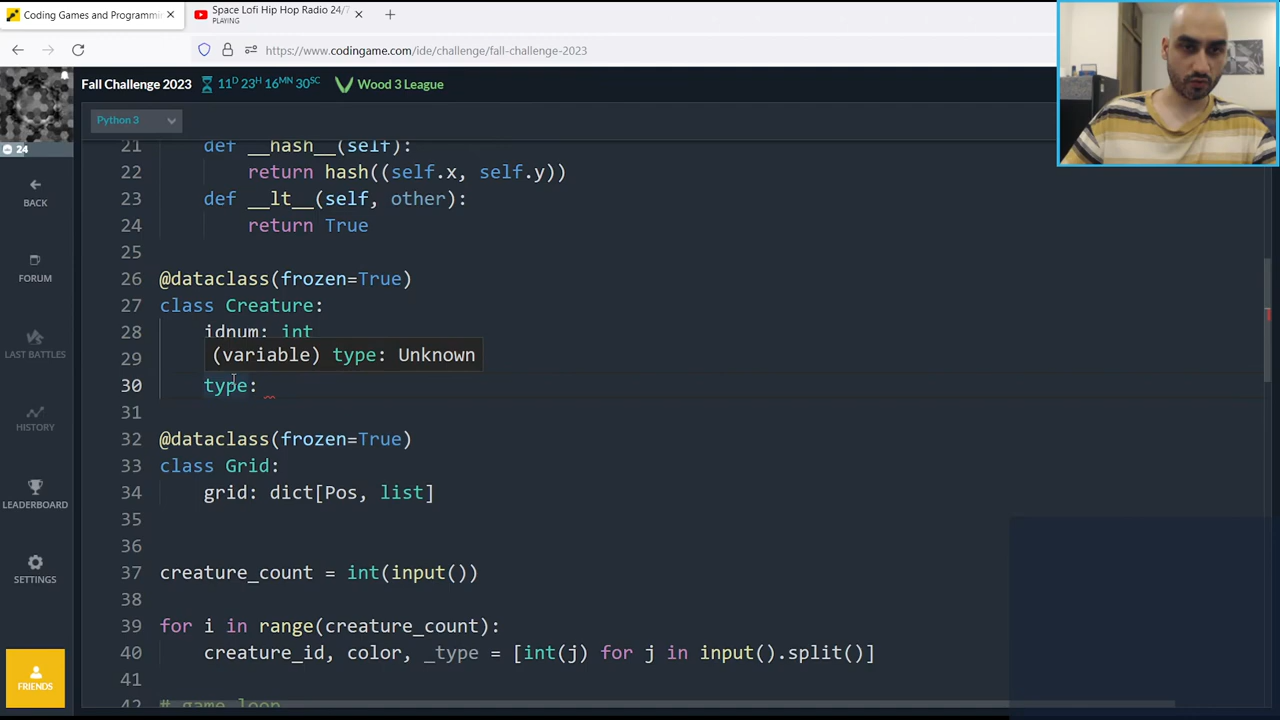 Coding Games and Programmi
Space Lofi Hip Hop Radio 24/7
PLAYING
https://www.codingame.com/ide/challenge/fall-challenge-2023
Fall Challenge 2023
11D 23H 16MN 30SC
Wood 3 League
Python 3
24
BACK
FORUM
LAST BATTLES
HISTORY
LEADERBOARD
SETTINGS
FRIENDS
21 def __hash__(self):
22 return hash((self.x, self.y))
23 def __lt__(self, other):
24 return True
25
26 @dataclass(frozen=True)
27 class Creature:
28 idnum: int
29
(variable) type: Unknown
30 type:
31
32 @dataclass(frozen=True)
33 class Grid:
34 grid: dict[Pos, list]
35
36
37 creature_count = int(input())
38
39 for i in range(creature_count):
40 creature_id, color, _type = [int(j) for j in input().split()]
41
42 # game loop